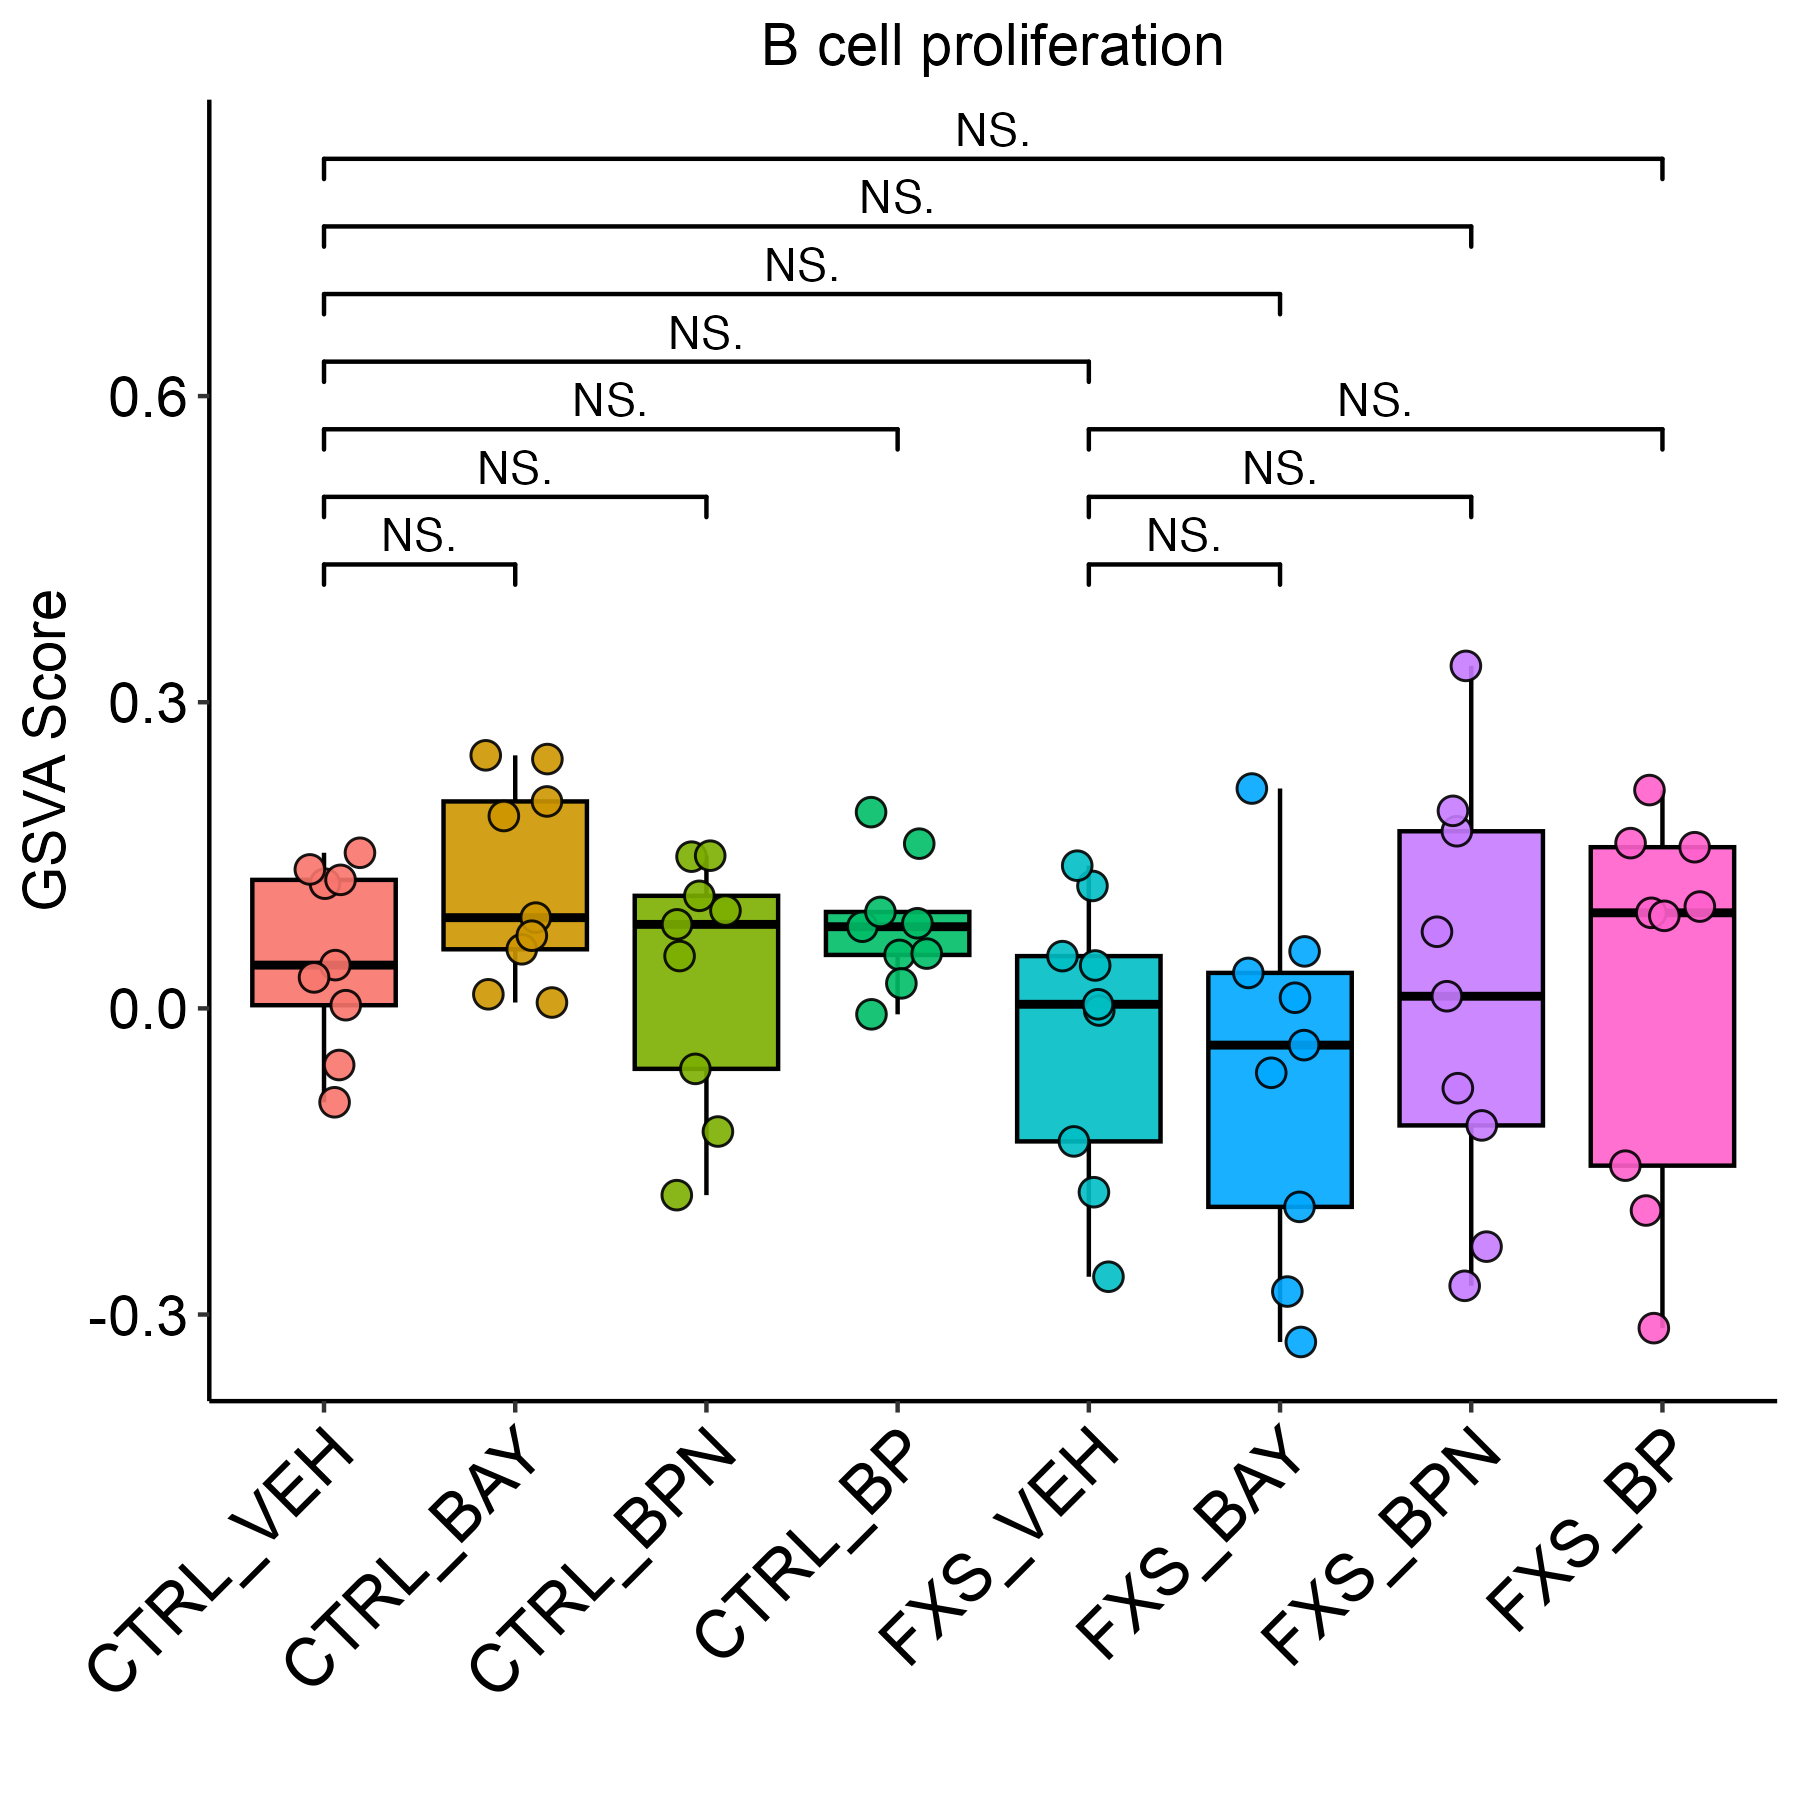 B cell proliferation
NS.
NS.
NS.
NS.
NS.
NS.
NS.
NS.
NS.
NS.
GSVA Score
0.6
0.3
0.0
-0.3
CTRL_VEH
CTRL_BAY
CTRL_BPN
CTRL_BP
FXS_VEH
FXS_BAY
FXS_BPN
FXS_BP